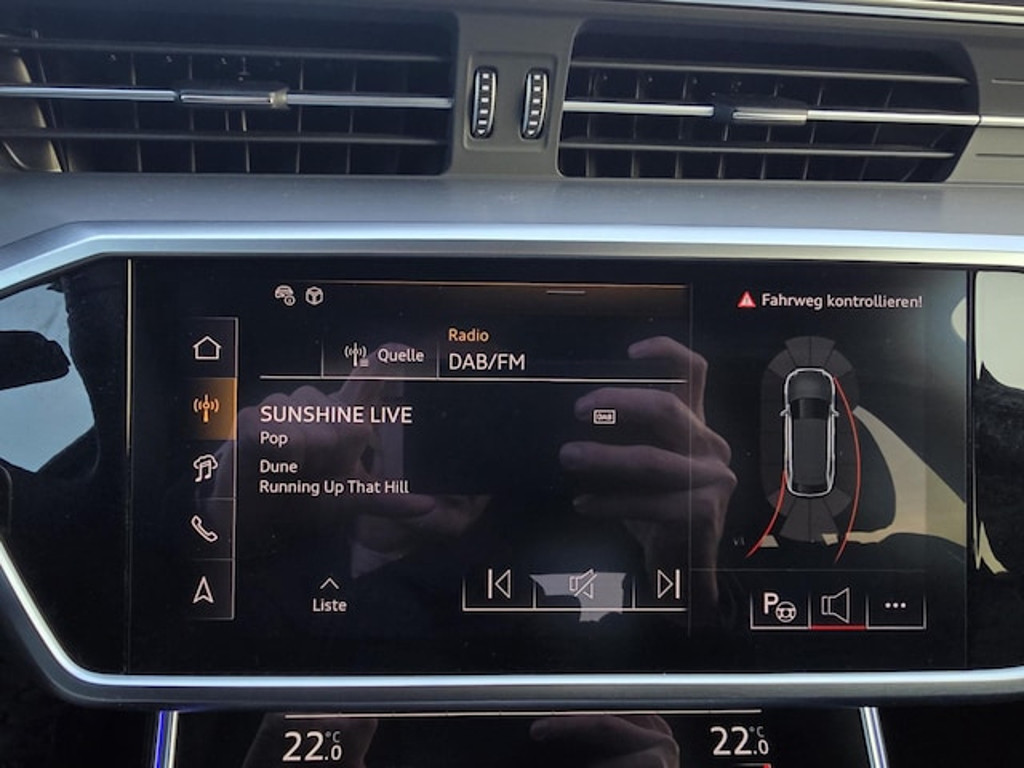 Fahrweg kontrollieren!
Radio
Quelle
DAB/FM
SUNSHINE LIVE
DAB
Pop
Dune
Running Up That Hill
Liste
P
22.0 °C
22.0 °C